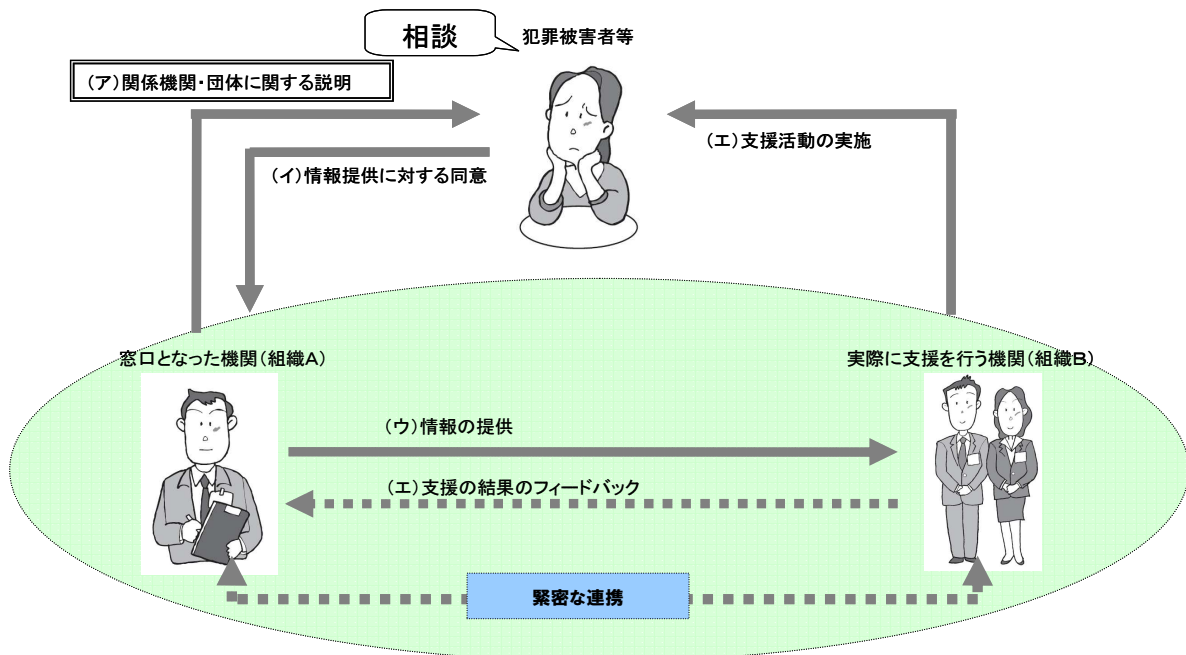 相談
犯罪被害者等
(ア)関係機関・団体に関する説明
(エ)支援活動の実施
(イ)情報提供に対する同意
窓口となった機関(組織A)
実際に支援を行う機関(組織B)
(ウ)情報の提供
(エ)支援の結果のフィードバック
緊密な連携